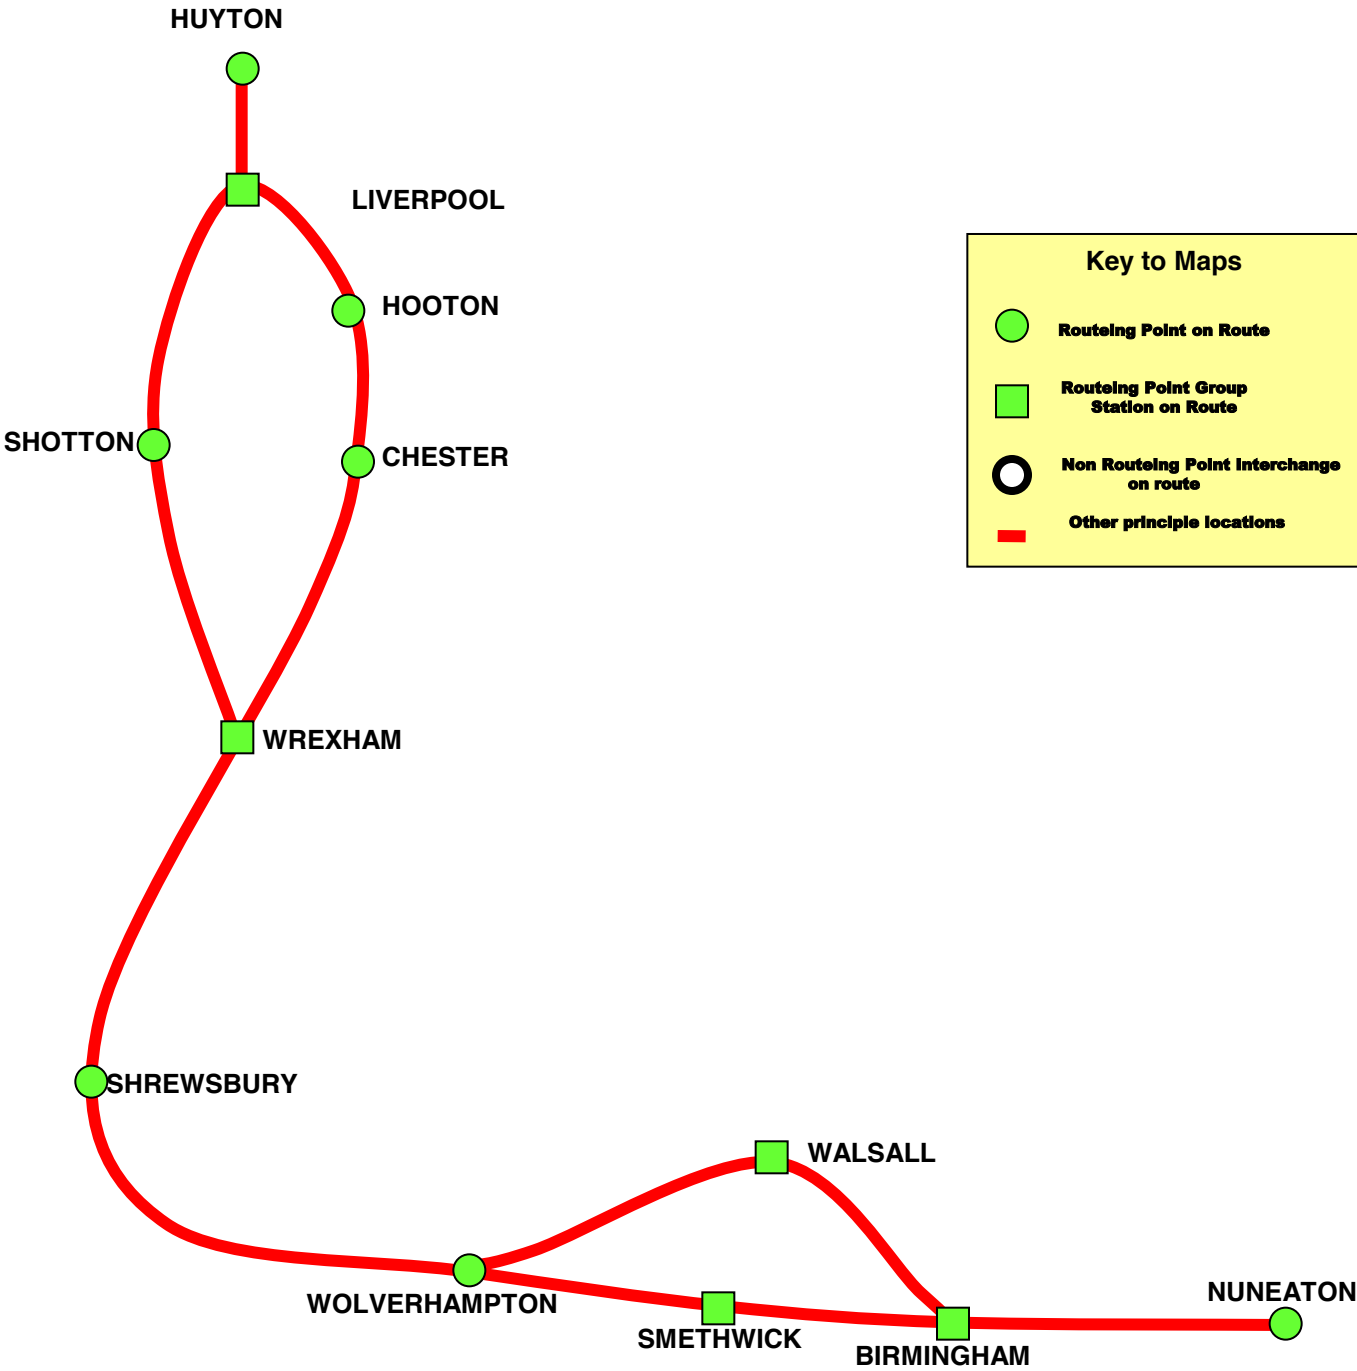 HUYTON
LIVERPOOL
Key to Maps
HOOTON
Routeing Point on Route
Routeing Point Group
Station on Route
SHOTTON
CHESTER
Non Routeing Point Interchange
on route
Other principle locations
WREXHAM
SHREWSBURY
WALSALL
WOLVERHAMPTON
NUNEATON
SMETHWICK
BIRMINGHAM